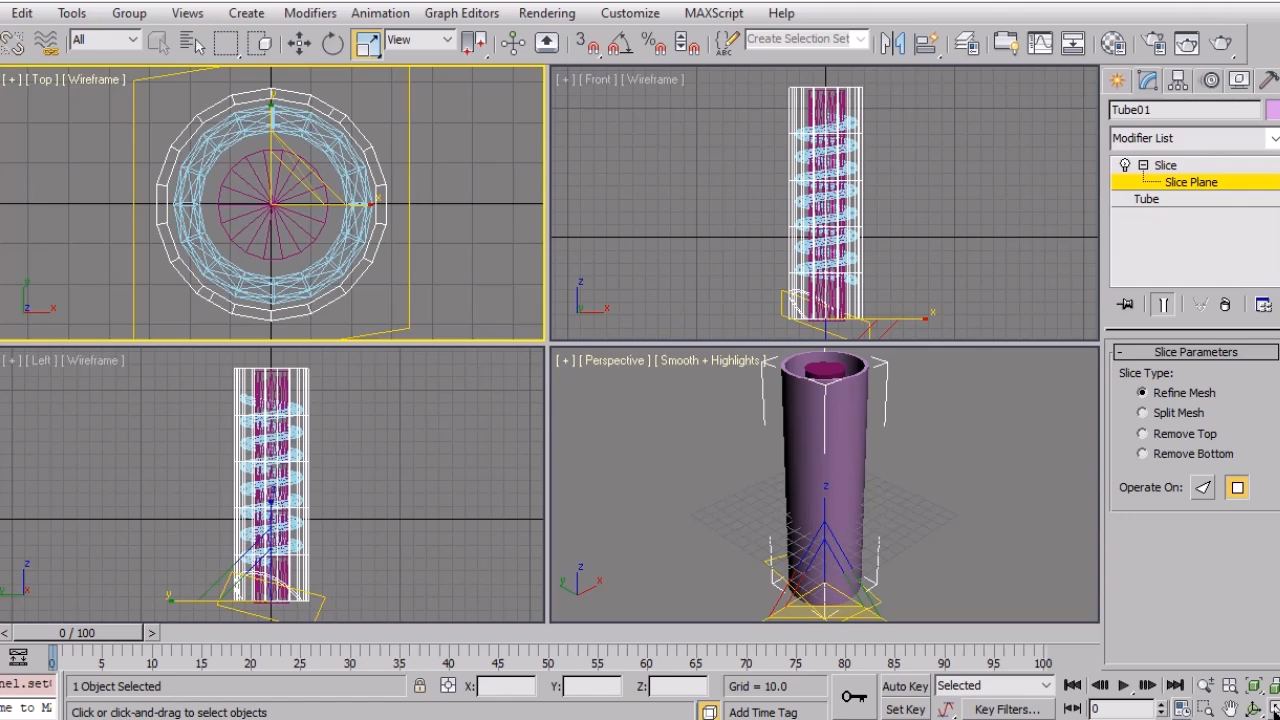 Edit Tools Group Views Create Modifiers Animation Graph Editors Rendering Customize MAXScript Help
All View 3 % ABC Create Selection Set
[ + ] [ Top ] [ Wireframe ]
[ + ] [ Front ] [ Wireframe ]
Tube01
Modifier List
Slice
Slice Plane
Tube
y x
z x
z x
y z x
[ + ] [ Left ] [ Wireframe ]
[ + ] [ Perspective ] [ Smooth + Highlights ]
- Slice Parameters
Slice Type:
Refine Mesh
Split Mesh
Remove Top
Remove Bottom
Operate On:
< 0 / 100 >
0 5 10 15 20 25 30 35 40 45 50 55 60 65 70 75 80 85 90 95 100
1 Object Selected X: Y: Z: Grid = 10.0 Auto Key Selected
Click or click-and-drag to select objects Add Time Tag Set Key Key Filters... 0